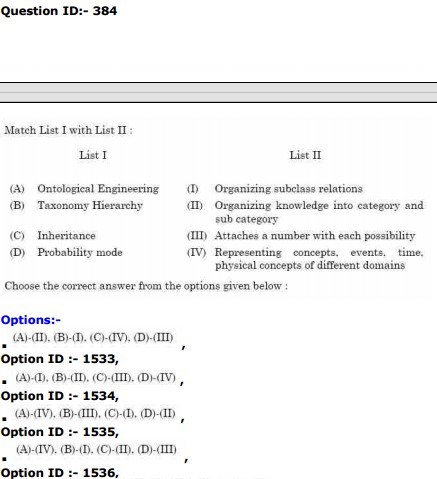 Question ID:- 384
Match List I with List II :
List I List II
(A) Ontological Engineering (I) Organizing subclass relations
(B) Taxonomy Hierarchy (II) Organizing knowledge into category and
sub category
(C) Inheritance (III) Attaches a number with each possibility
(D) Probability mode (IV) Representing concepts, events, time,
physical concepts of different domains
Choose the correct answer from the options given below :
Options:-
(A)-(II), (B)-(I), (C)-(IV), (D)-(III) ,
Option ID :- 1533,
(A)-(I), (B)-(II), (C)-(III), (D)-(IV) ,
Option ID :- 1534,
(A)-(IV), (B)-(III), (C)-(I), (D)-(II) ,
Option ID :- 1535,
(A)-(IV), (B)-(I), (C)-(II), (D)-(III) ,
Option ID :- 1536,